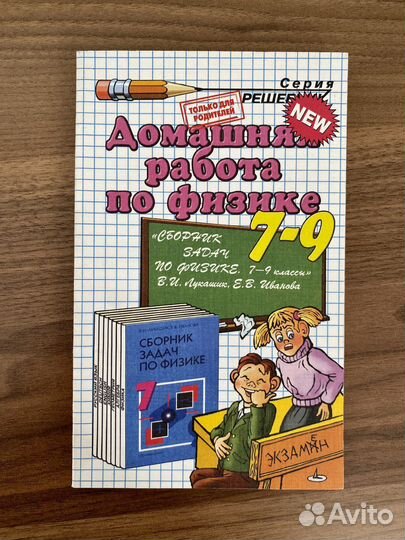 Серия
РЕШЕБНИК
NEW
ТОЛЬКО ДЛЯ
РОДИТЕЛЕЙ
Домашняя
работа
по физике
7-9
«СБОРНИК
ЗАДАЧ
ПО ФИЗИКЕ. 7–9 классы»
В.И. Лукашик, Е.В. Иванова
СБОРНИК
ЗАДАЧ
ПО ФИЗИКЕ
7
ФИЗИКА
ЭКЗАМЕН
Avito